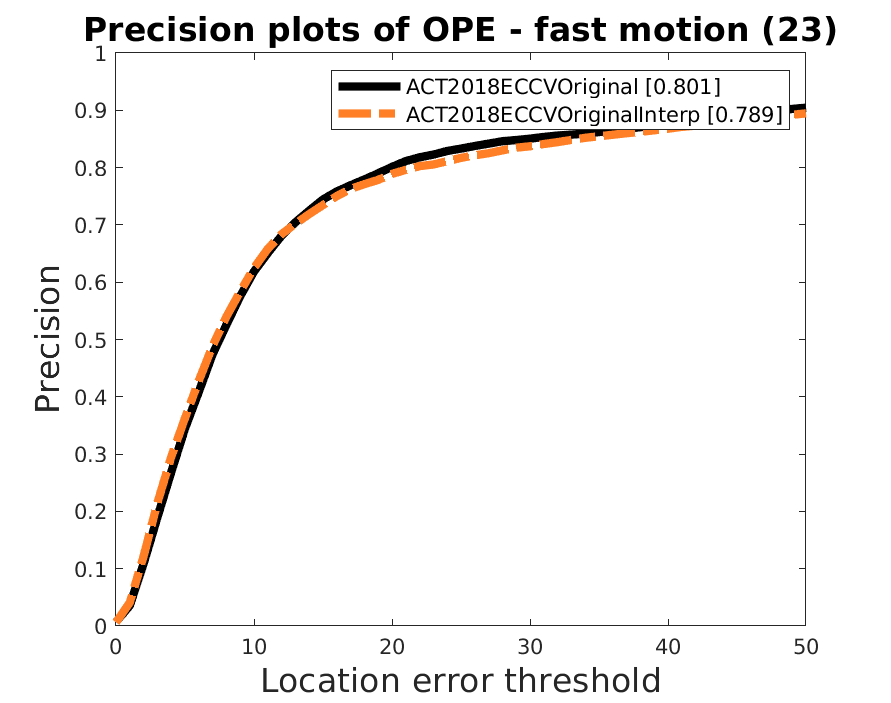 Precision plots of OPE - fast motion (23)
1
ACT2018ECCVOriginal [0.801]
ACT2018ECCVOriginalInterp [0.789]
0.9
0.8
0.7
0.6
0.5
0.4
0.3
0.2
0.1
0
Precision
0 10 20 30 40 50
Location error threshold